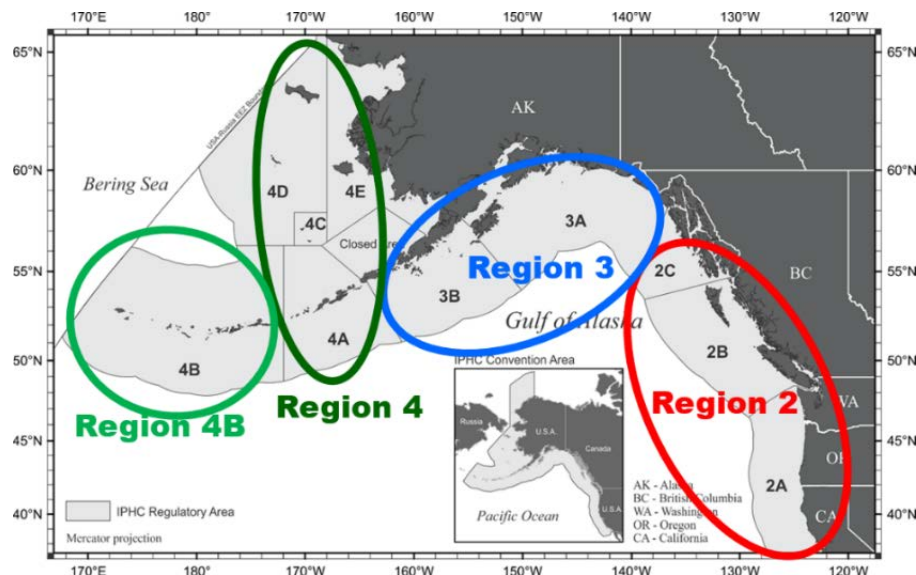 170°E 180° 170°W 160°W 150°W 140°W 130°W 120°W
65°N 65°N
USA-Russia EEZ
AK
60°N 60°N
Bering Sea
4D 4E
4C
3A
Closed
55°N 2C BC 55°N
Region 3
3B
Gulf of Alaska
4A 2B
50°N 4B IPHC Convention Area 50°N
Region 4 Region 2
WA
Region 4B
Russia U.S.A. Canada
45°N 45°N
U.S.A.
2A
AK - Alaska
IPHC Regulatory Area Pacific Ocean BC - British Columbia
WA - Washington
40°N OR - Oregon CA 40°N
Mercator projection CA - California
170°E 180° 170°W 160°W 150°W 140°W 130°W 120°W